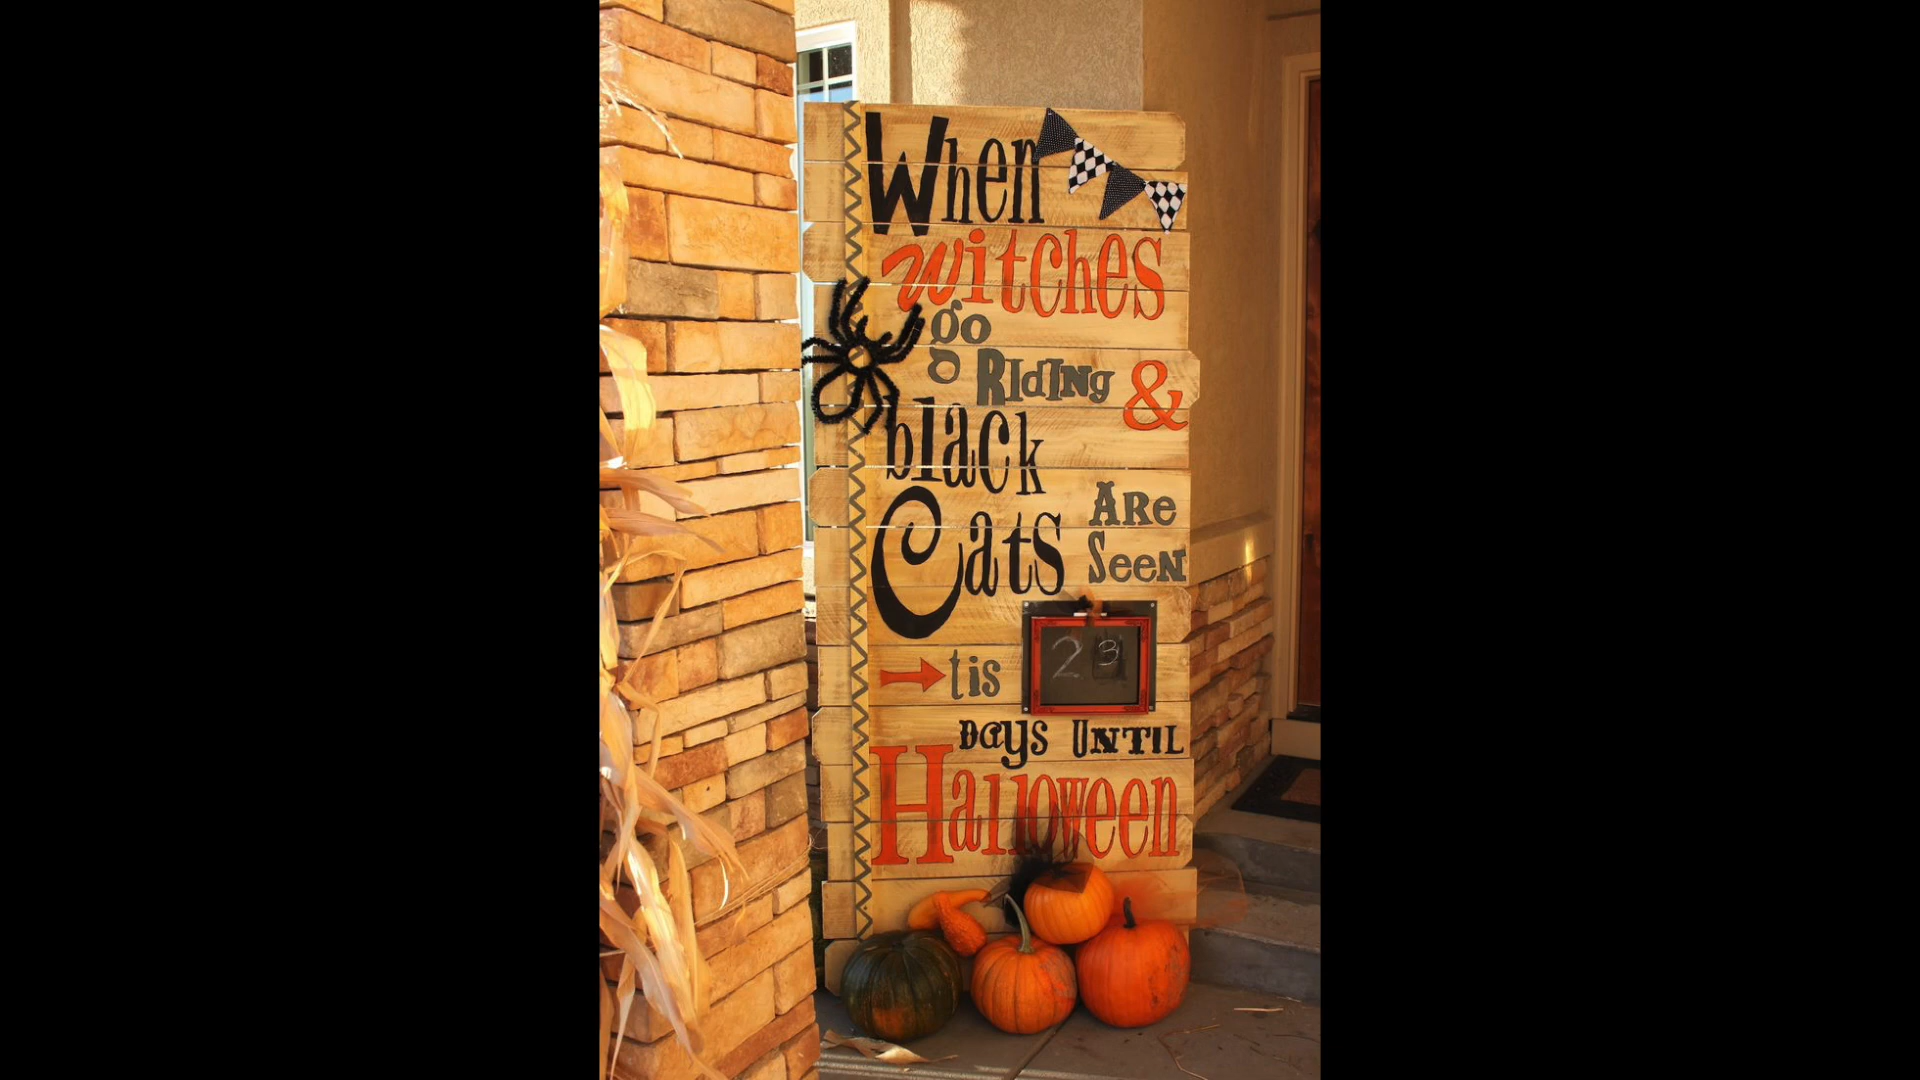 When
witches
go
RIdINg &
black
Cats
ARe
SeeN
tis 23
DAys UNTIL
Halloween